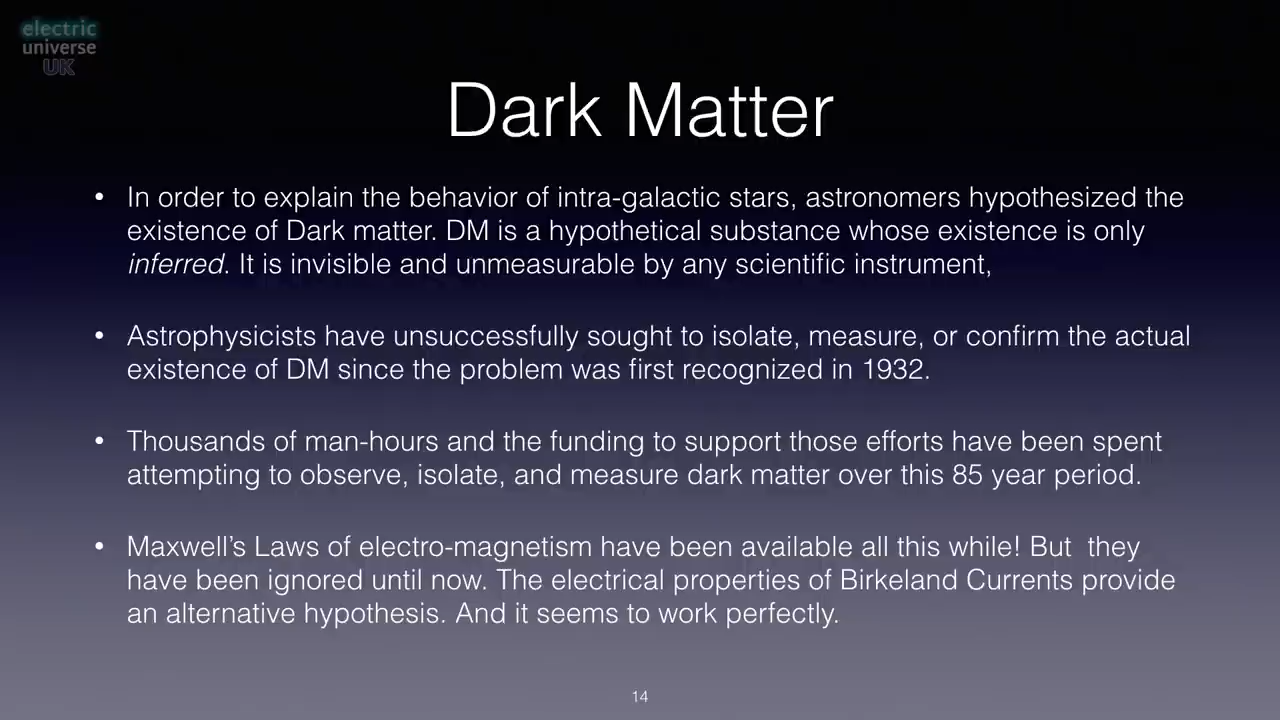 electric
universe
UK
Dark Matter
• In order to explain the behavior of intra-galactic stars, astronomers hypothesized the
existence of Dark matter. DM is a hypothetical substance whose existence is only
inferred. It is invisible and unmeasurable by any scientific instrument,
• Astrophysicists have unsuccessfully sought to isolate, measure, or confirm the actual
existence of DM since the problem was first recognized in 1932.
• Thousands of man-hours and the funding to support those efforts have been spent
attempting to observe, isolate, and measure dark matter over this 85 year period.
• Maxwell's Laws of electro-magnetism have been available all this while! But  they
have been ignored until now. The electrical properties of Birkeland Currents provide
an alternative hypothesis. And it seems to work perfectly.
14